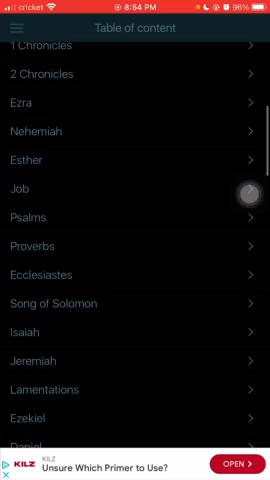 cricket 8:54 PM 96%
Table of content
1 Chronicles
2 Chronicles
Ezra
Nehemiah
Esther
Job
Psalms
Proverbs
Ecclesiastes
Song of Solomon
Isaiah
Jeremiah
Lamentations
Ezekiel
Daniel
KILZ
KILZ
Unsure Which Primer to Use?
OPEN